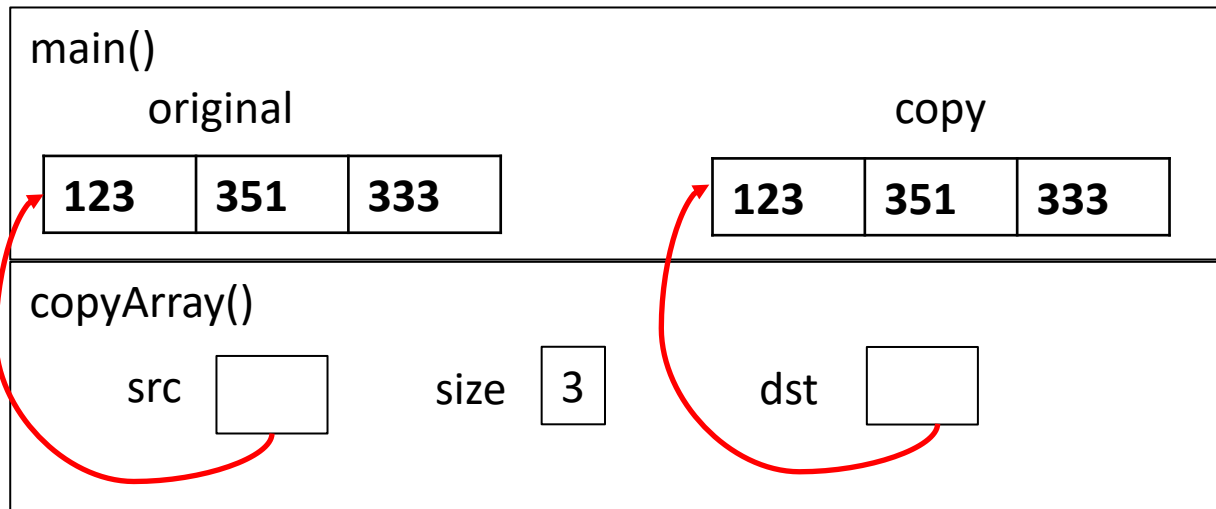 main()
original copy
123 351 333 123 351 333
copyArray()
src size 3 dst